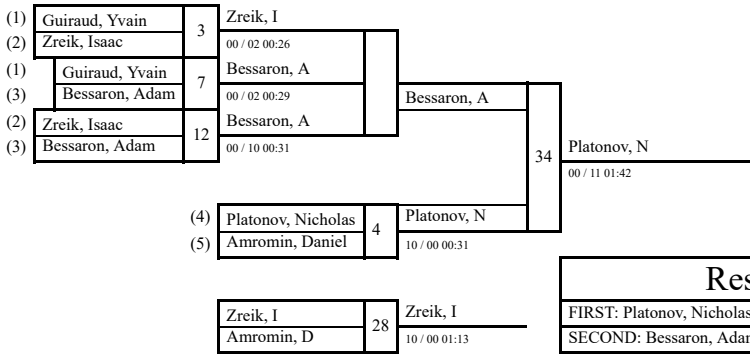 (1) Guiraud, Yvain 3 Zreik, I
(2) Zreik, Isaac 00 / 02 00:26
(1) Guiraud, Yvain 7 Bessaron, A
(3) Bessaron, Adam 00 / 02 00:29 Bessaron, A
(2) Zreik, Isaac 12 Bessaron, A
(3) Bessaron, Adam 00 / 10 00:31
34 Platonov, N
00 / 11 01:42
(4) Platonov, Nicholas 4 Platonov, N
(5) Amromin, Daniel 10 / 00 00:31
Res
Zreik, I 28 Zreik, I FIRST: Platonov, Nicholas
Amromin, D 10 / 00 01:13 SECOND: Bessaron, Adam